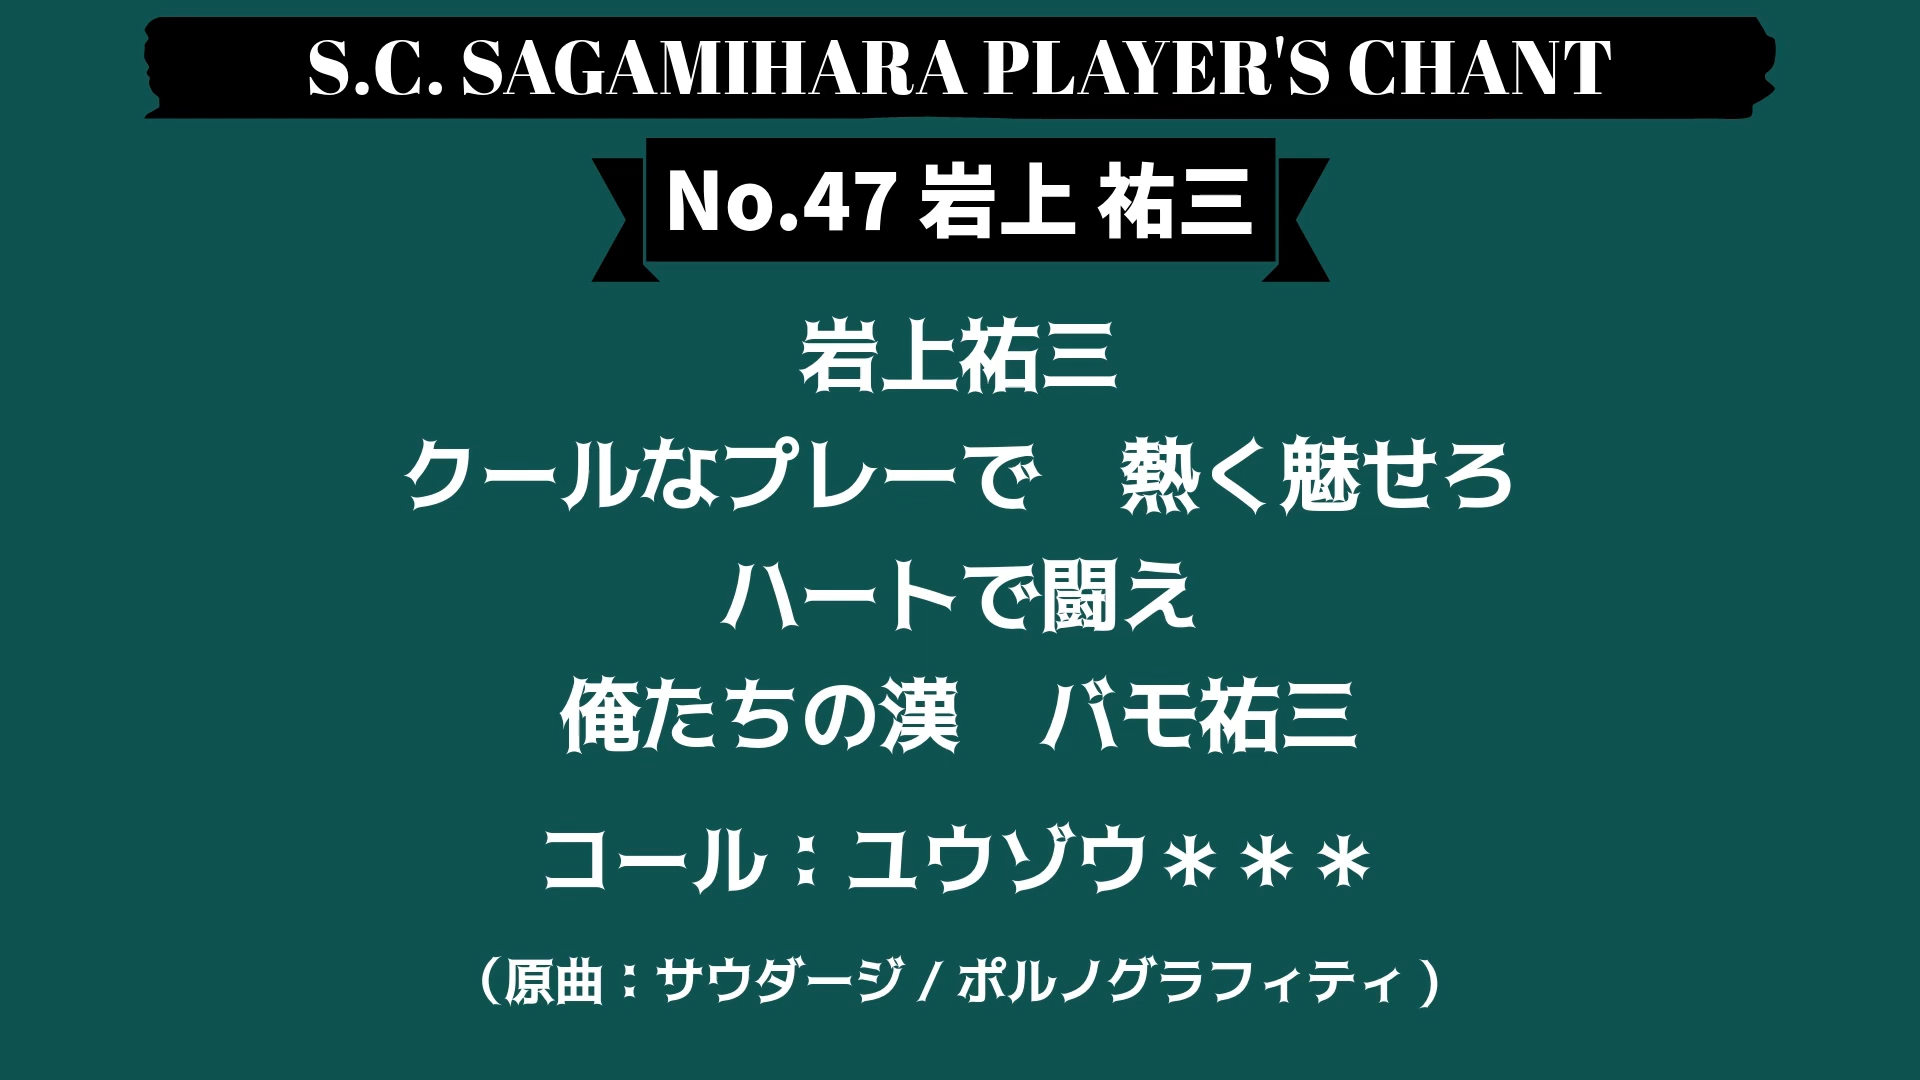 S.C. SAGAMIHARA PLAYER'S CHANT
No.47 岩上 祐三
岩上祐三
クールなプレーで　熱く魅せろ
ハートで闘え
俺たちの漢　バモ祐三
コール：ユウゾウ＊＊＊
（原曲：サウダージ / ポルノグラフィティ )